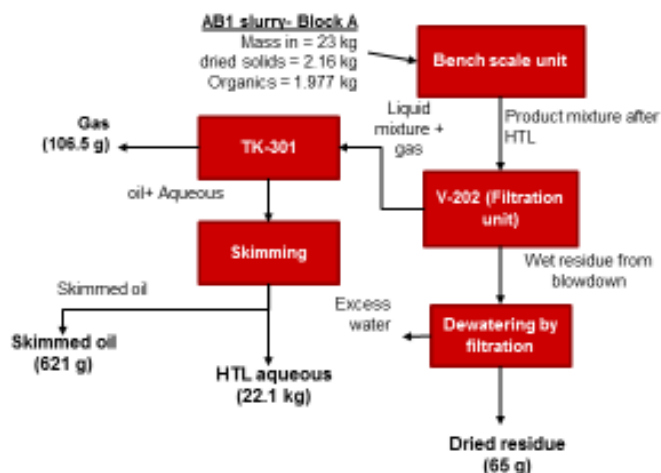 AB1 slurry- Block A
Mass in = 23 kg
dried solids = 2.16 kg
Organics = 1.977 kg
Bench scale unit
Liquid
mixture +
gas
Product mixture after
HTL
Gas
(106.5 g)
TK-301
oil+ Aqueous
V-202 (Filtration
unit)
Skimming
Wet residue from
blowdown
Skimmed oil
Excess
water
Dewatering by
filtration
Skimmed oil
(621 g)
HTL aqueous
(22.1 kg)
Dried residue
(65 g)